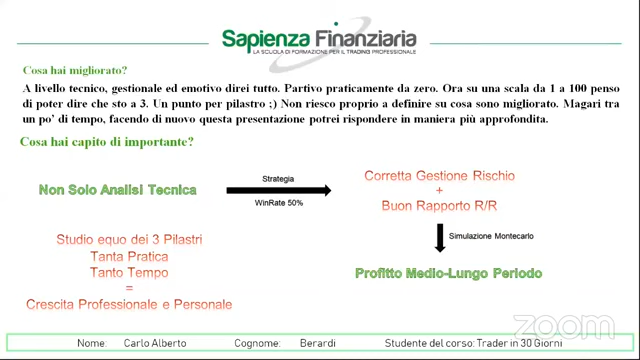 Sapienza Finanziaria
LA SCUOLA DI FORMAZIONE PER IL TRADING PROFESSIONALE
Cosa hai migliorato?
A livello tecnico, gestionale ed emotivo direi tutto. Partivo praticamente da zero. Ora su una scala da 1 a 100 penso
di poter dire che sto a 3. Un punto per pilastro ;) Non riesco proprio a definire su cosa sono migliorato. Magari tra
un po' di tempo, facendo di nuovo questa presentazione potrei rispondere in maniera più approfondita.
Cosa hai capito di importante?
Non Solo Analisi Tecnica
Strategia
WinRate 50%
Corretta Gestione Rischio
+
Buon Rapporto R/R
Simulazione Montecarlo
Profitto Medio-Lungo Periodo
Studio equo dei 3 Pilastri
Tanta Pratica
Tanto Tempo
=
Crescita Professionale e Personale
zoom
Nome: Carlo Alberto Cognome: Berardi Studente del corso: Trader in 30 Giorni